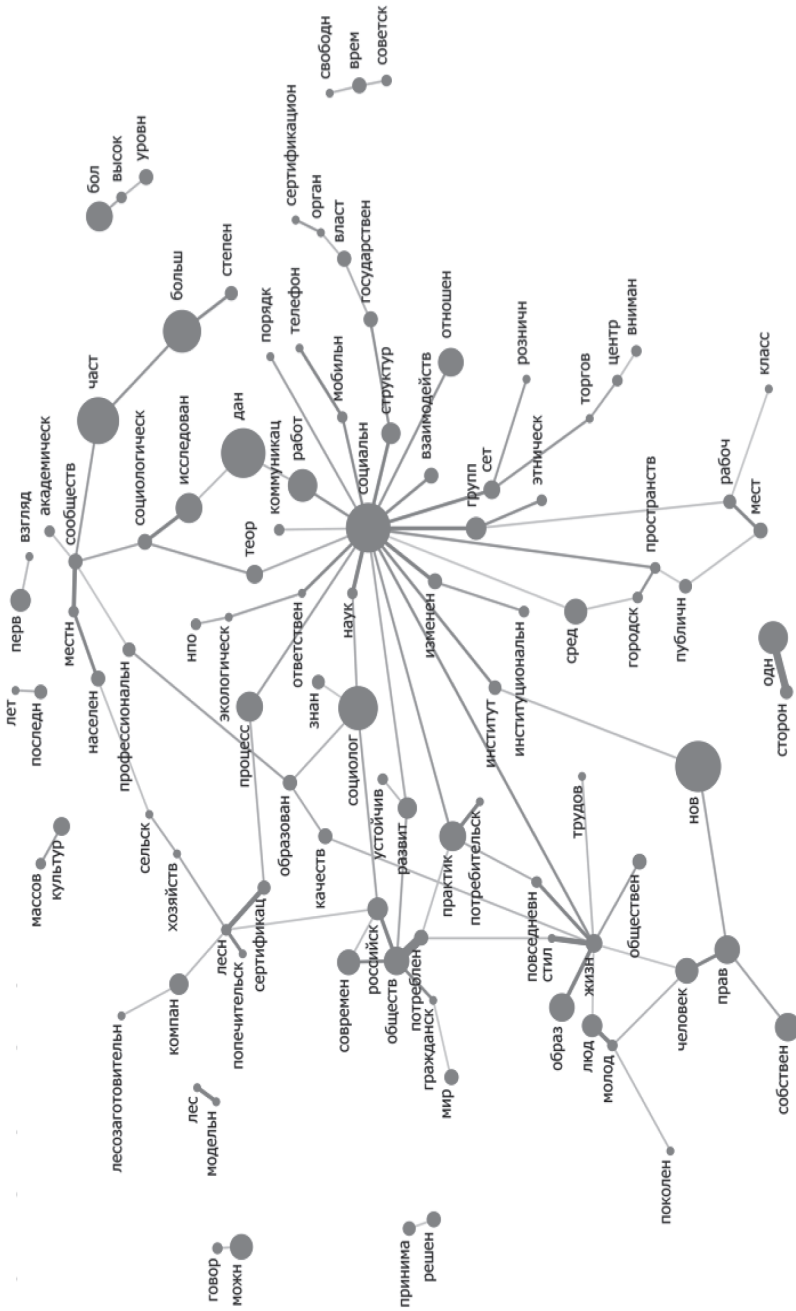 свободн
врем
советск
бол
высок
уровн
сертификацион
орган
власт
государствен
больш
степен
порядк
телефон
мобильн
структур
отношен
взаимодейств
розничн
сет
групп
этническ
торгов
центр
вниман
класс
рабоч
мест
част
академическ
сообществ
взгляд
перв
социологическ
исследован
дан
работ
коммуникац
социальн
теор
местн
населен
профессиональн
лет
последн
нпо
экологическ
ответствен
наук
изменен
институциональн
институт
сред
городск
пространств
публичн
одн
сторон
процесс
знан
социолог
образован
качеств
устойчив
развит
практик
потребительск
трудов
нов
массов
культур
сельск
хозяйств
лесн
сертификац
попечительск
компан
лесозаготовительн
современ
российск
обществ
потреблен
гражданск
мир
повседневн
стил
жизн
обществен
образ
люд
молод
человек
прав
собствен
поколен
лес
модельн
говор
можн
принима
решен